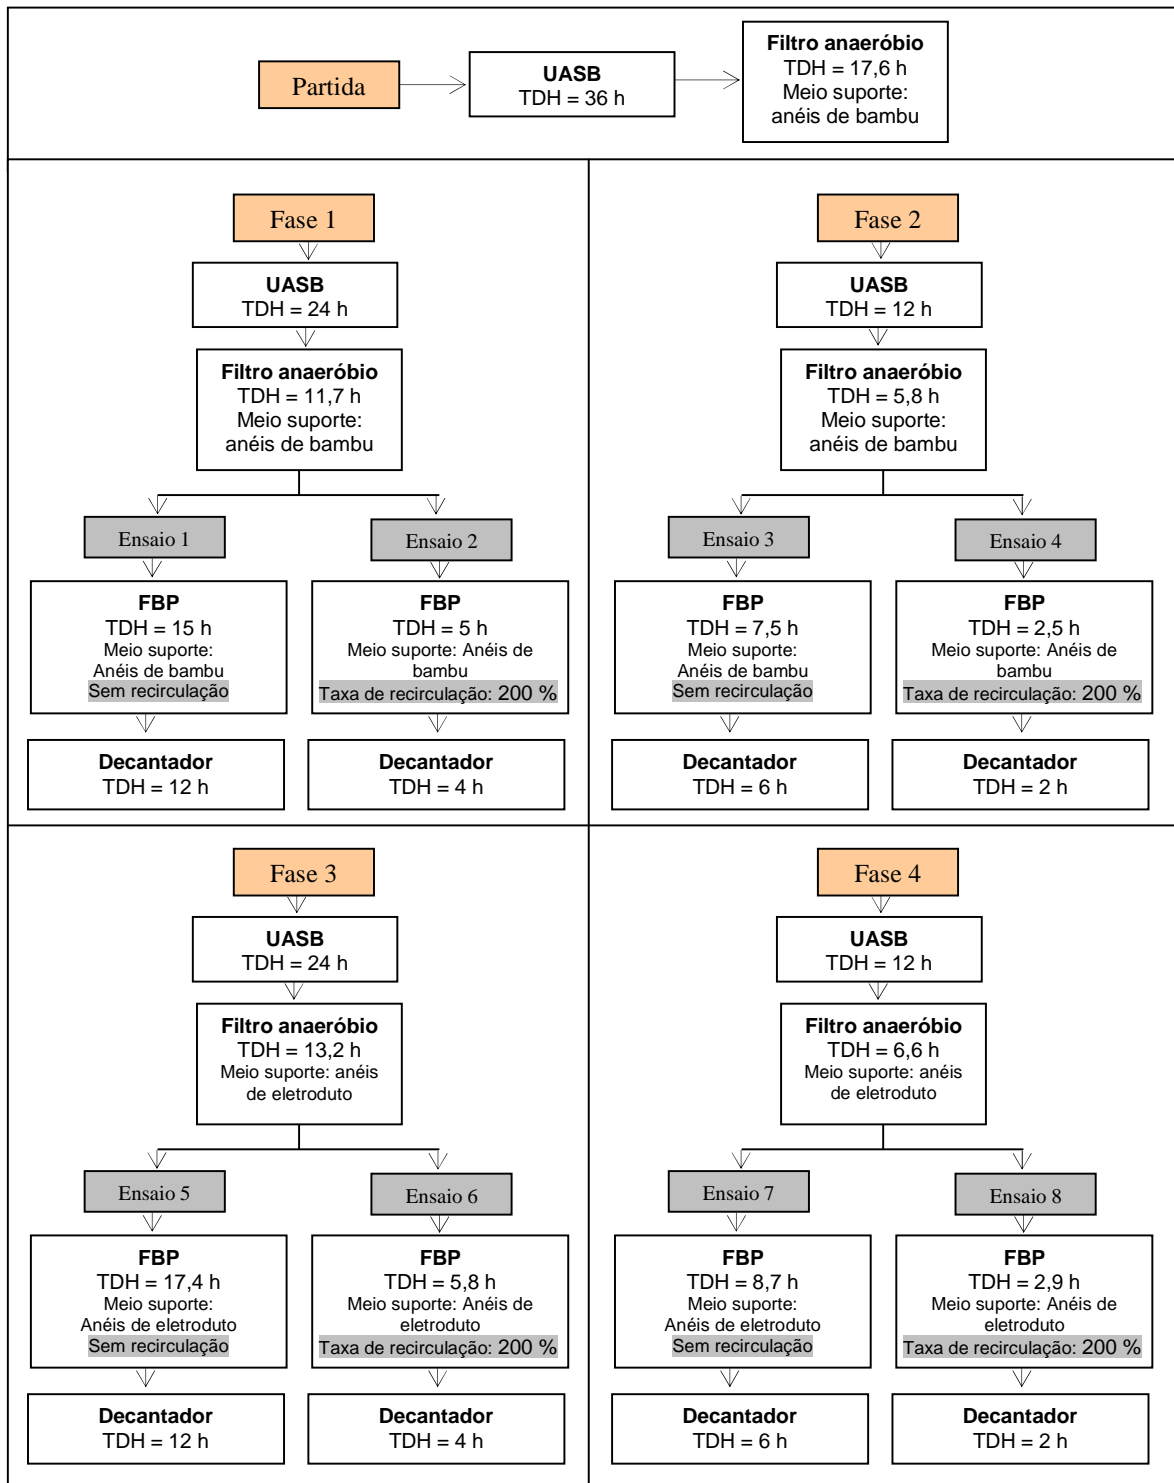 Partida
UASB
TDH = 36 h
Filtro anaeróbio
TDH = 17,6 h
Meio suporte:
anéis de bambu
Fase 1
UASB
TDH = 24 h
Filtro anaeróbio
TDH = 11,7 h
Meio suporte:
anéis de bambu
Ensaio 1
FBP
TDH = 15 h
Meio suporte:
Anéis de bambu
Sem recirculação
Decantador
TDH = 12 h
Ensaio 2
FBP
TDH = 5 h
Meio suporte: Anéis de
bambu
Taxa de recirculação: 200 %
Decantador
TDH = 4 h
Fase 2
UASB
TDH = 12 h
Filtro anaeróbio
TDH = 5,8 h
Meio suporte:
anéis de bambu
Ensaio 3
FBP
TDH = 7,5 h
Meio suporte:
Anéis de bambu
Sem recirculação
Decantador
TDH = 6 h
Ensaio 4
FBP
TDH = 2,5 h
Meio suporte: Anéis de
bambu
Taxa de recirculação: 200 %
Decantador
TDH = 2 h
Fase 3
UASB
TDH = 24 h
Filtro anaeróbio
TDH = 13,2 h
Meio suporte: anéis
de eletroduto
Ensaio 5
FBP
TDH = 17,4 h
Meio suporte:
Anéis de eletroduto
Sem recirculação
Decantador
TDH = 12 h
Ensaio 6
FBP
TDH = 5,8 h
Meio suporte: Anéis de
eletroduto
Taxa de recirculação: 200 %
Decantador
TDH = 4 h
Fase 4
UASB
TDH = 12 h
Filtro anaeróbio
TDH = 6,6 h
Meio suporte: anéis
de eletroduto
Ensaio 7
FBP
TDH = 8,7 h
Meio suporte:
Anéis de eletroduto
Sem recirculação
Decantador
TDH = 6 h
Ensaio 8
FBP
TDH = 2,9 h
Meio suporte: Anéis de
eletroduto
Taxa de recirculação: 200 %
Decantador
TDH = 2 h